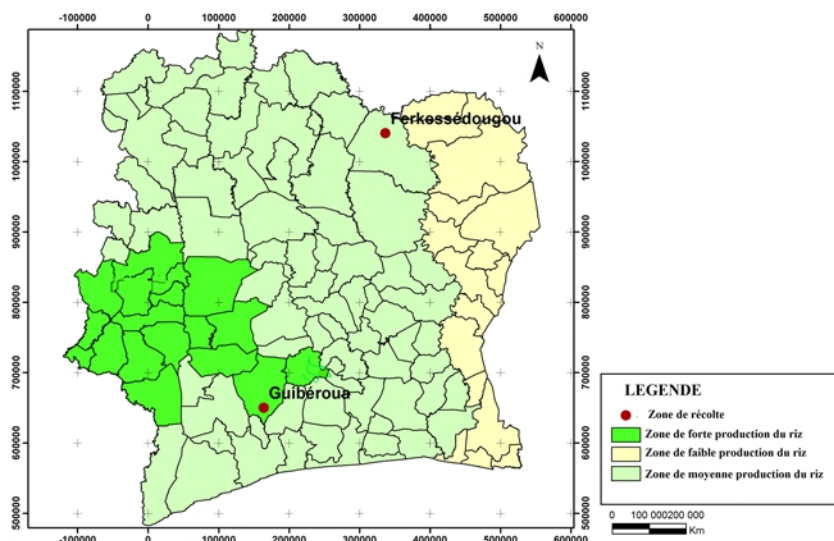 -100000 0 100000 200000 300000 400000 500000 600000
N
1100000
1000000
900000
800000
700000
600000
500000
1100000
1000000
900000
800000
700000
600000
500000
Ferkossédougou
Guibéroua
LEGENDE
Zone de récolte
Zone de forte production du riz
Zone de faible production du riz
Zone de moyenne production du riz
0 100 000200 000
Km
-100000 0 100000 200000 300000 400000 500000 600000